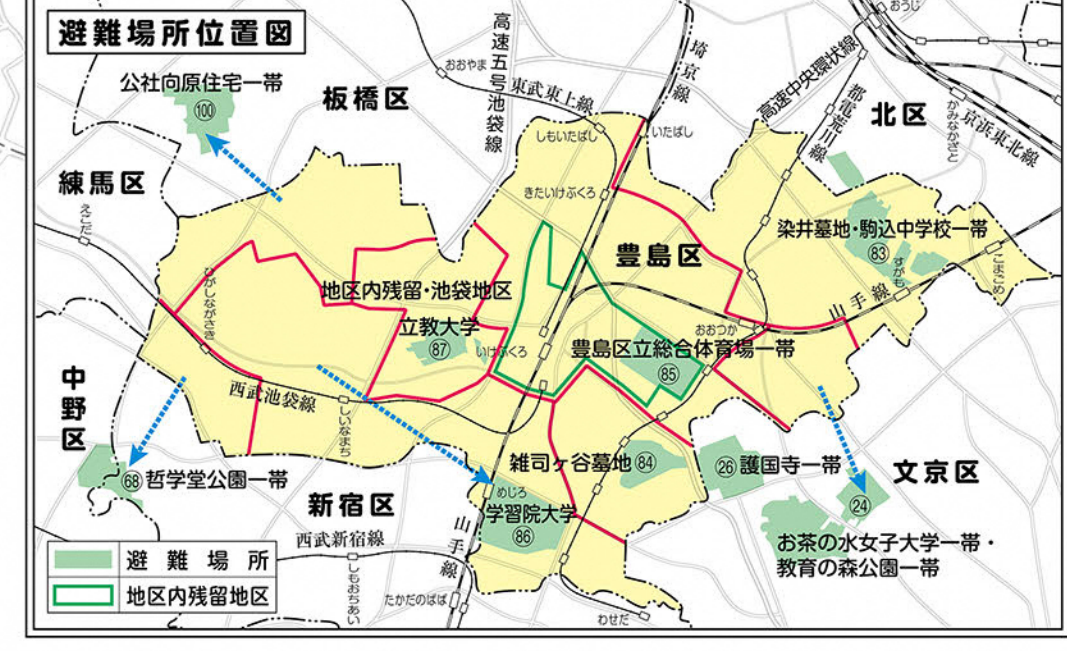 避難場所位置図
公社向原住宅一帯
100
板橋区
練馬区
えこだ
おおやま
高速五号池袋線
東武東上線
しもいたばし
埼京線
いたばし
高速中央環状線
都電荒川線
おうじ
北区
かみなかざと
京浜東北線
きたいけぶくろ
豊島区
染井墓地・駒込中学校一帯
83
すがも
こまごめ
山手線
ひがしながさき
地区内残留・池袋地区
立教大学
87
いけぶくろ
おおつか
豊島区立総合体育場一帯
85
中野区
西武池袋線
しいなまち
68
哲学堂公園一帯
新宿区
雑司ヶ谷墓地
84
26
護国寺一帯
文京区
24
めじろ
学習院大学
86
お茶の水女子大学一帯・
教育の森公園一帯
西武新宿線
しもおちあい
山手線
たかだのばば
わせだ
避難場所
地区内残留地区